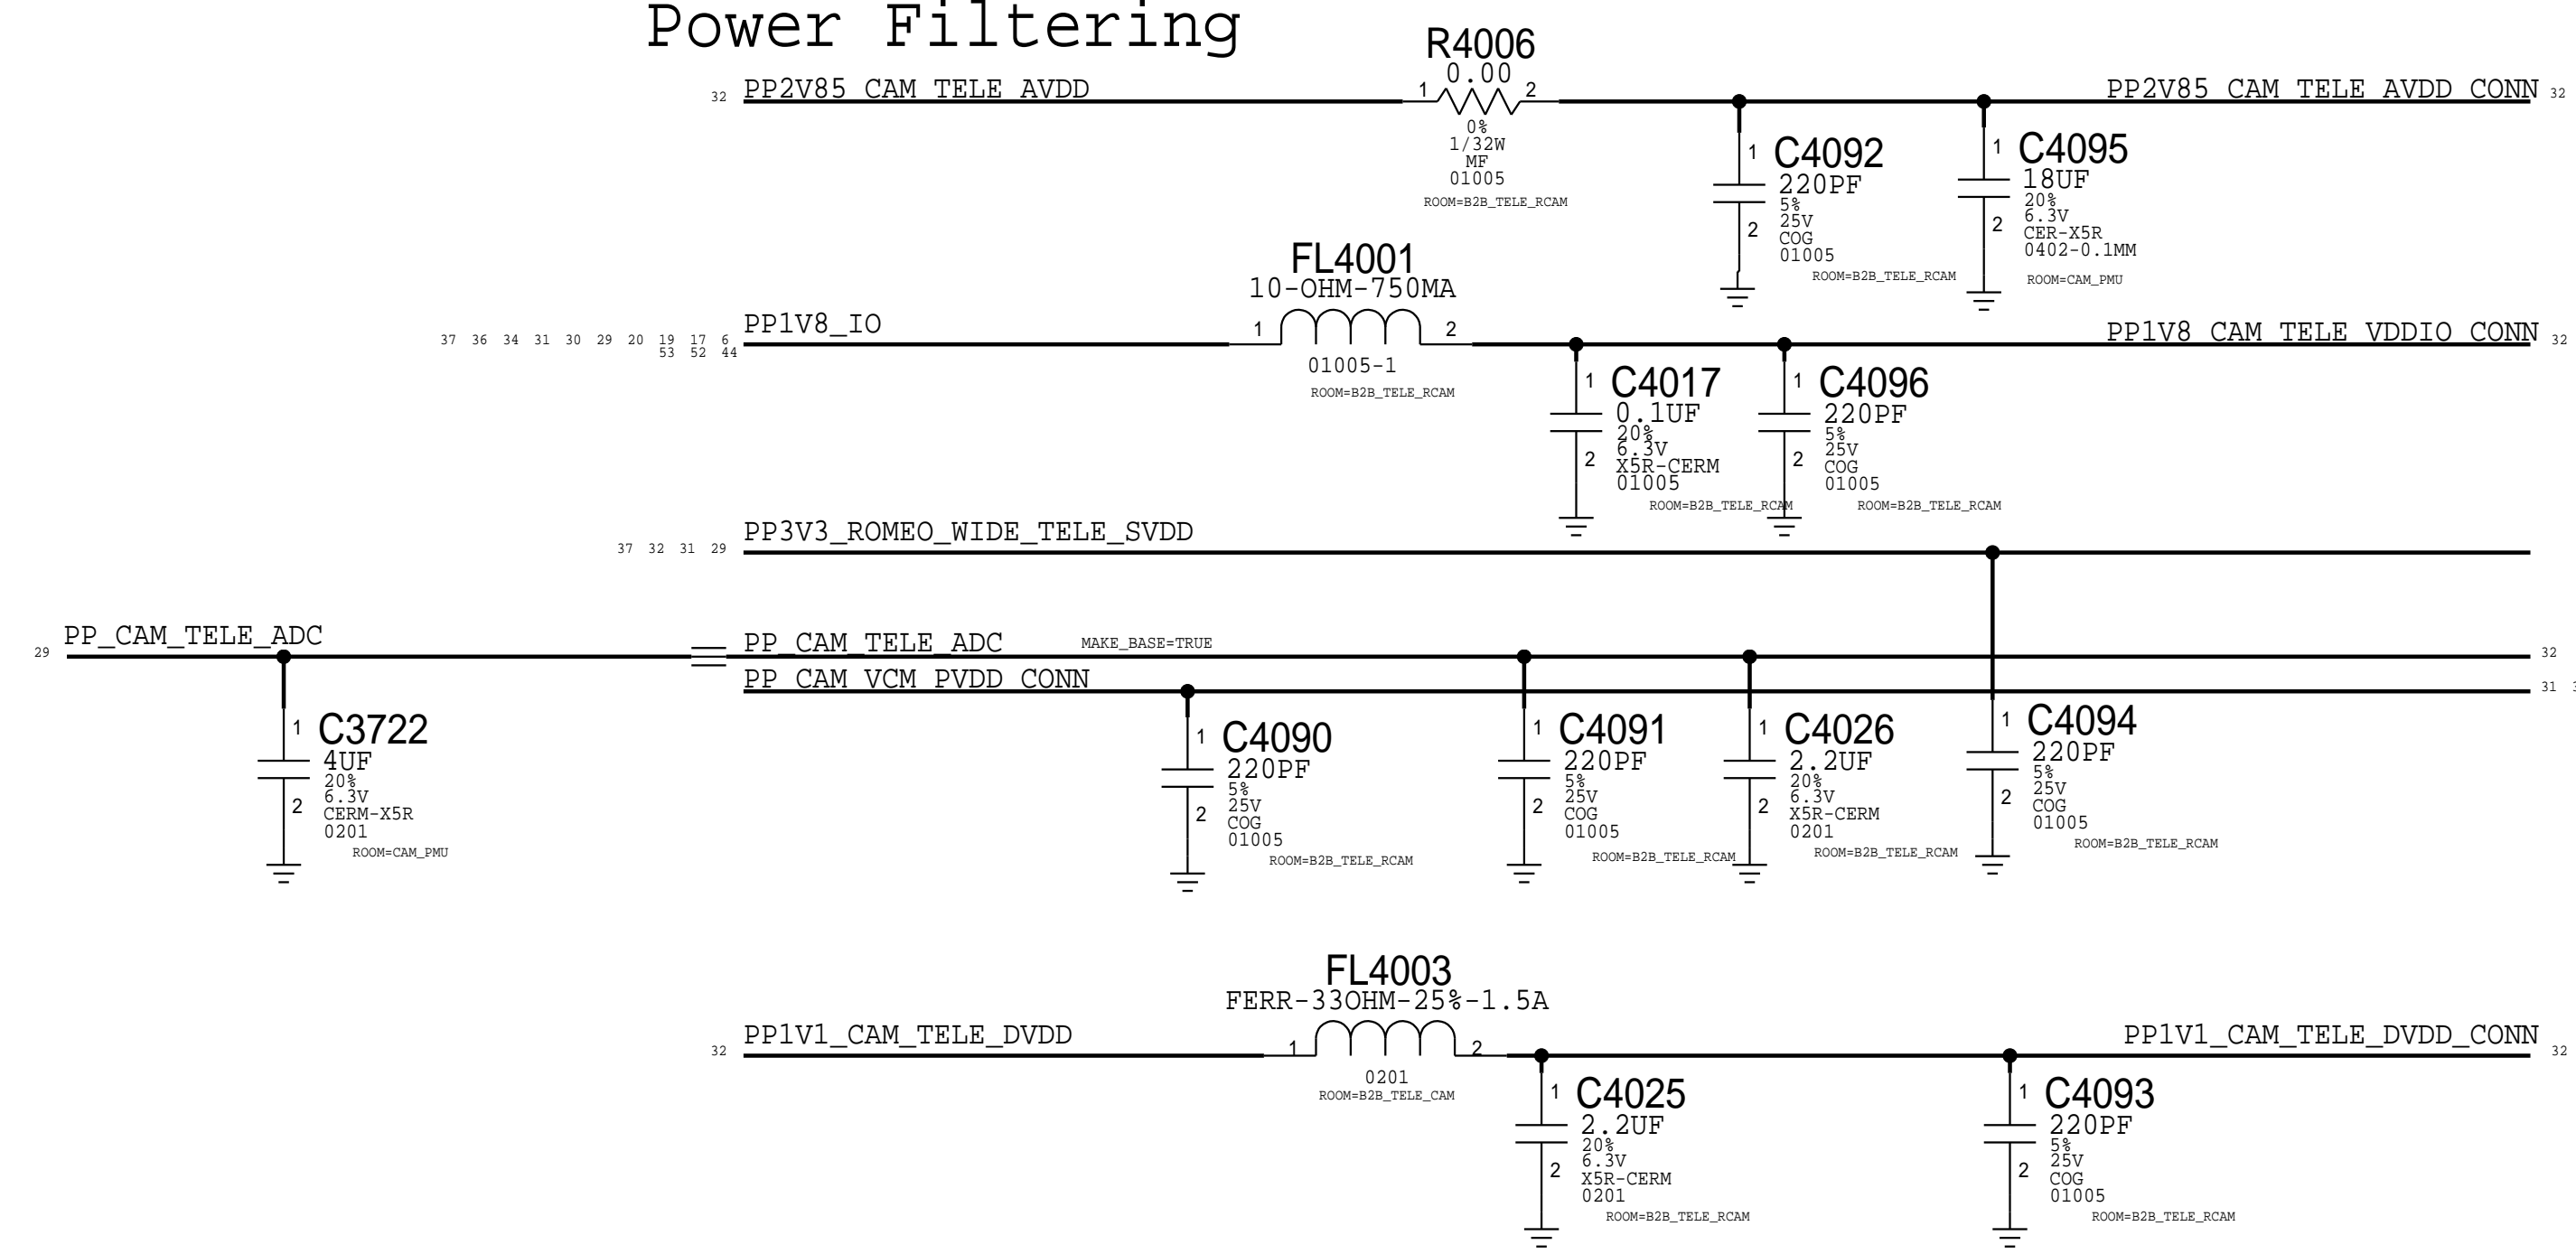 Power Filtering
R4006
0.00
32 PP2V85_CAM_TELE_AVDD 1 2 PP2V85_CAM_TELE_AVDD_CONN 32
0%
1/32W
MF
01005
ROOM=B2B_TELE_RCAM
1 C4092
220PF
5%
25V
2 COG
01005
ROOM=B2B_TELE_RCAM
1 C4095
18UF
20%
6.3V
2 CER-X5R
0402-0.1MM
ROOM=CAM_PMU
FL4001
10-OHM-750MA
37 36 34 31 30 29 20 19 17 6 PP1V8_IO 1 2 PP1V8_CAM_TELE_VDDIO_CONN 32
53 52 44
01005-1
ROOM=B2B_TELE_RCAM
1 C4017
0.1UF
20%
6.3V
2 X5R-CERM
01005
ROOM=B2B_TELE_RCAM
1 C4096
220PF
5%
25V
2 COG
01005
ROOM=B2B_TELE_RCAM
37 32 31 29 PP3V3_ROMEO_WIDE_TELE_SVDD
29 PP_CAM_TELE_ADC PP_CAM_TELE_ADC MAKE_BASE=TRUE 32
PP_CAM_VCM_PVDD_CONN 31
1 C3722
4UF
20%
6.3V
2 CERM-X5R
0201
ROOM=CAM_PMU
1 C4090
220PF
5%
25V
2 COG
01005
ROOM=B2B_TELE_RCAM
1 C4091
220PF
5%
25V
2 COG
01005
ROOM=B2B_TELE_RCAM
1 C4026
2.2UF
20%
6.3V
2 X5R-CERM
0201
ROOM=B2B_TELE_RCAM
1 C4094
220PF
5%
25V
2 COG
01005
ROOM=B2B_TELE_RCAM
FL4003
FERR-33OHM-25%-1.5A
32 PP1V1_CAM_TELE_DVDD 1 2 PP1V1_CAM_TELE_DVDD_CONN 32
0201
ROOM=B2B_TELE_CAM
1 C4025
2.2UF
20%
6.3V
2 X5R-CERM
0201
ROOM=B2B_TELE_RCAM
1 C4093
220PF
5%
25V
2 COG
01005
ROOM=B2B_TELE_RCAM